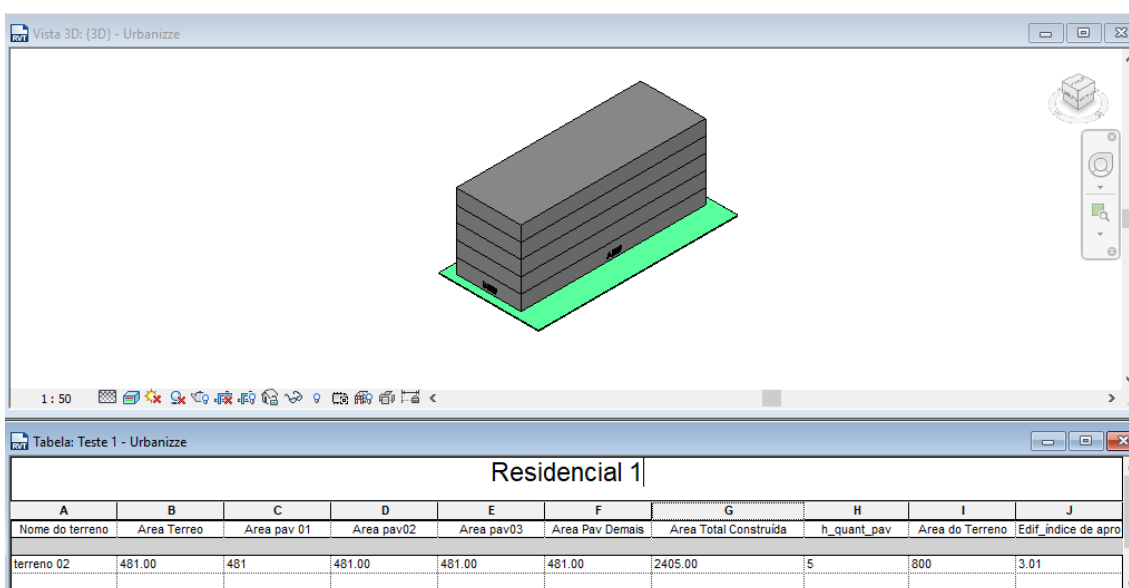 Vista 3D: {3D} - Urbanizze
1 : 50
Tabela: Teste 1 - Urbanizze
Residencial 1
A B C D E F G H I J
Nome do terreno Area Terreo Area pav 01 Area pav02 Area pav03 Area Pav Demais Area Total Construída h_quant_pav Area do Terreno Edif_índice de apro
terreno 02 481.00 481 481.00 481.00 481.00 2405.00 5 800 3.01